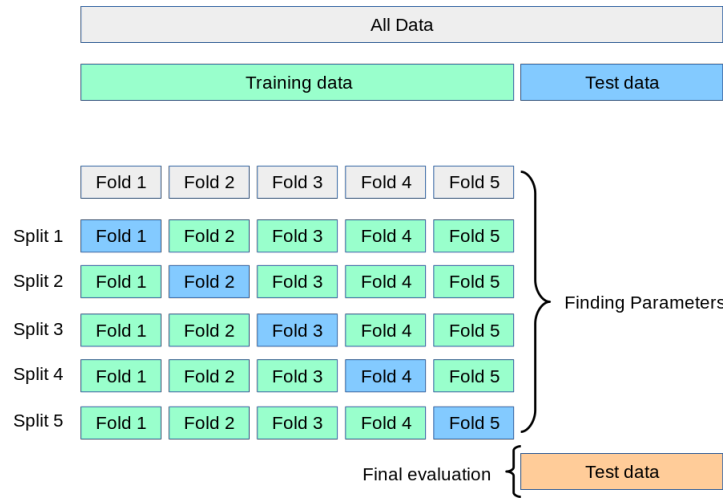 All Data
Training data Test data
Fold 1 Fold 2 Fold 3 Fold 4 Fold 5
Split 1 Fold 1 Fold 2 Fold 3 Fold 4 Fold 5
Split 2 Fold 1 Fold 2 Fold 3 Fold 4 Fold 5
Finding Parameters
Split 3 Fold 1 Fold 2 Fold 3 Fold 4 Fold 5
Split 4 Fold 1 Fold 2 Fold 3 Fold 4 Fold 5
Split 5 Fold 1 Fold 2 Fold 3 Fold 4 Fold 5
Final evaluation Test data